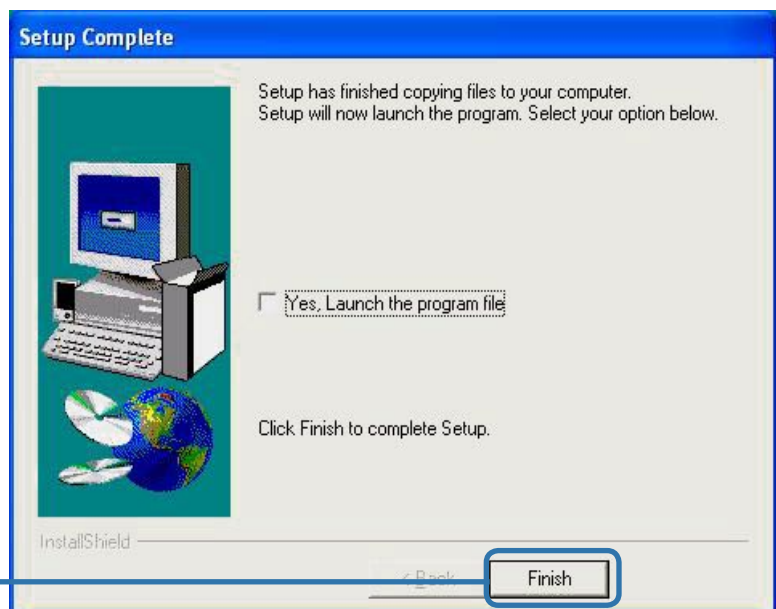 Setup Complete
Setup has finished copying files to your computer.
Setup will now launch the program. Select your option below.
Yes, Launch the program file
Click Finish to complete Setup.
InstallShield
< Back
Finish